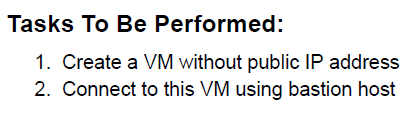 Tasks To Be Performed:
1. Create a VM without public IP address
2. Connect to this VM using bastion host